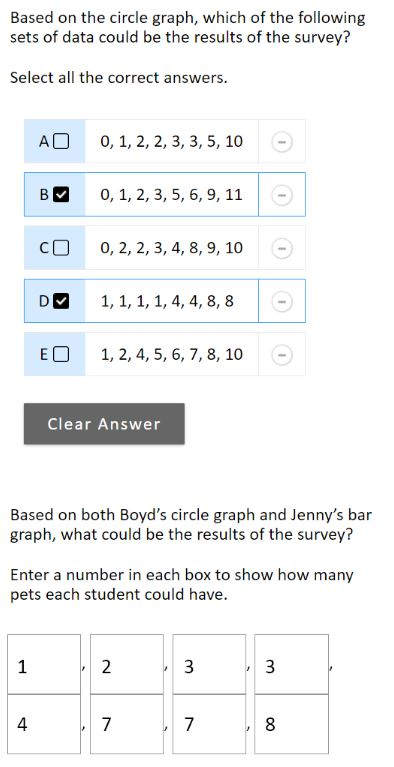 Based on the circle graph, which of the following
sets of data could be the results of the survey?
Select all the correct answers.
A 0, 1, 2, 2, 3, 3, 5, 10
B 0, 1, 2, 3, 5, 6, 9, 11
C 0, 2, 2, 3, 4, 8, 9, 10
D 1, 1, 1, 1, 4, 4, 8, 8
E 1, 2, 4, 5, 6, 7, 8, 10
Clear Answer
Based on both Boyd's circle graph and Jenny's bar
graph, what could be the results of the survey?
Enter a number in each box to show how many
pets each student could have.
1, 2, 3, 3,
4, 7, 7, 8